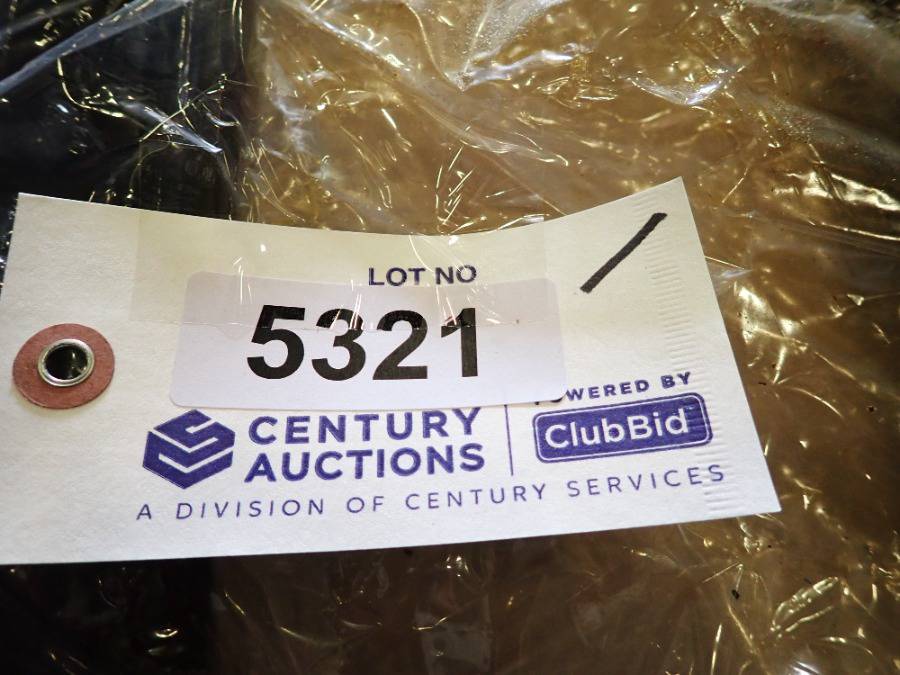 LOT NO
5321
CENTURY
AUCTIONS
POWERED BY
ClubBid
A DIVISION OF CENTURY SERVICES